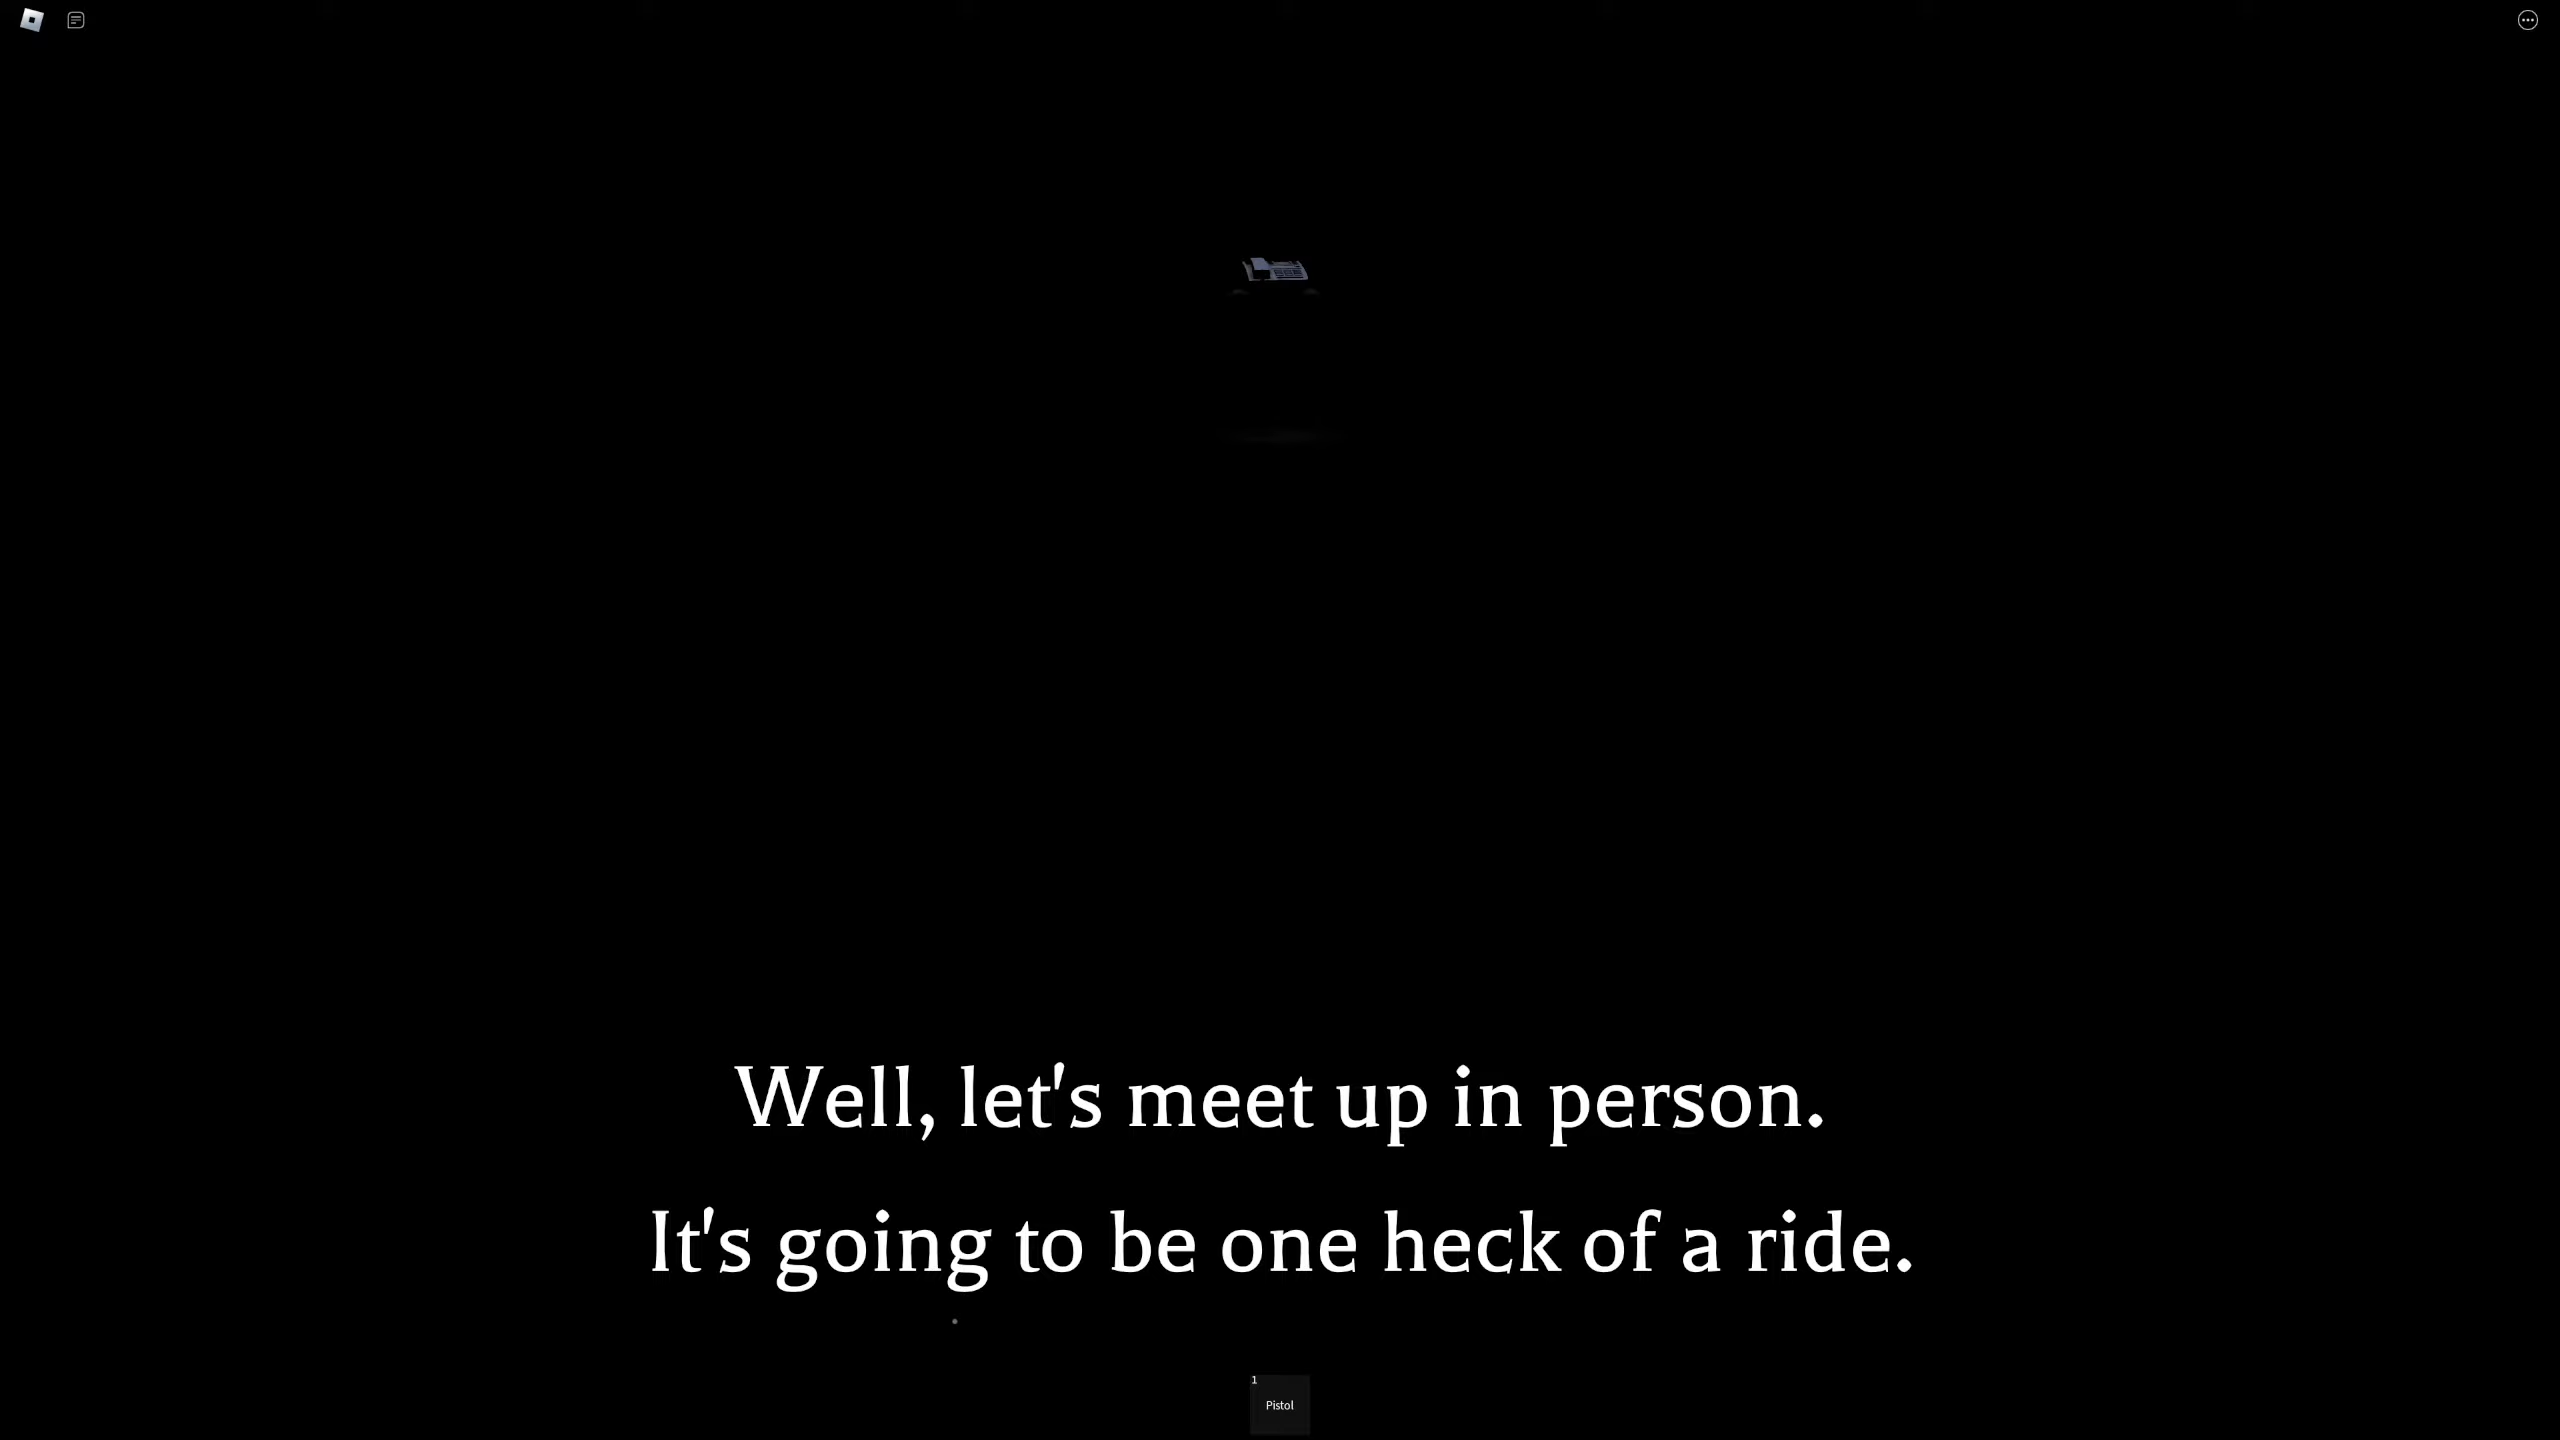 Well, let's meet up in person.
It's going to be one heck of a ride.
1
Pistol